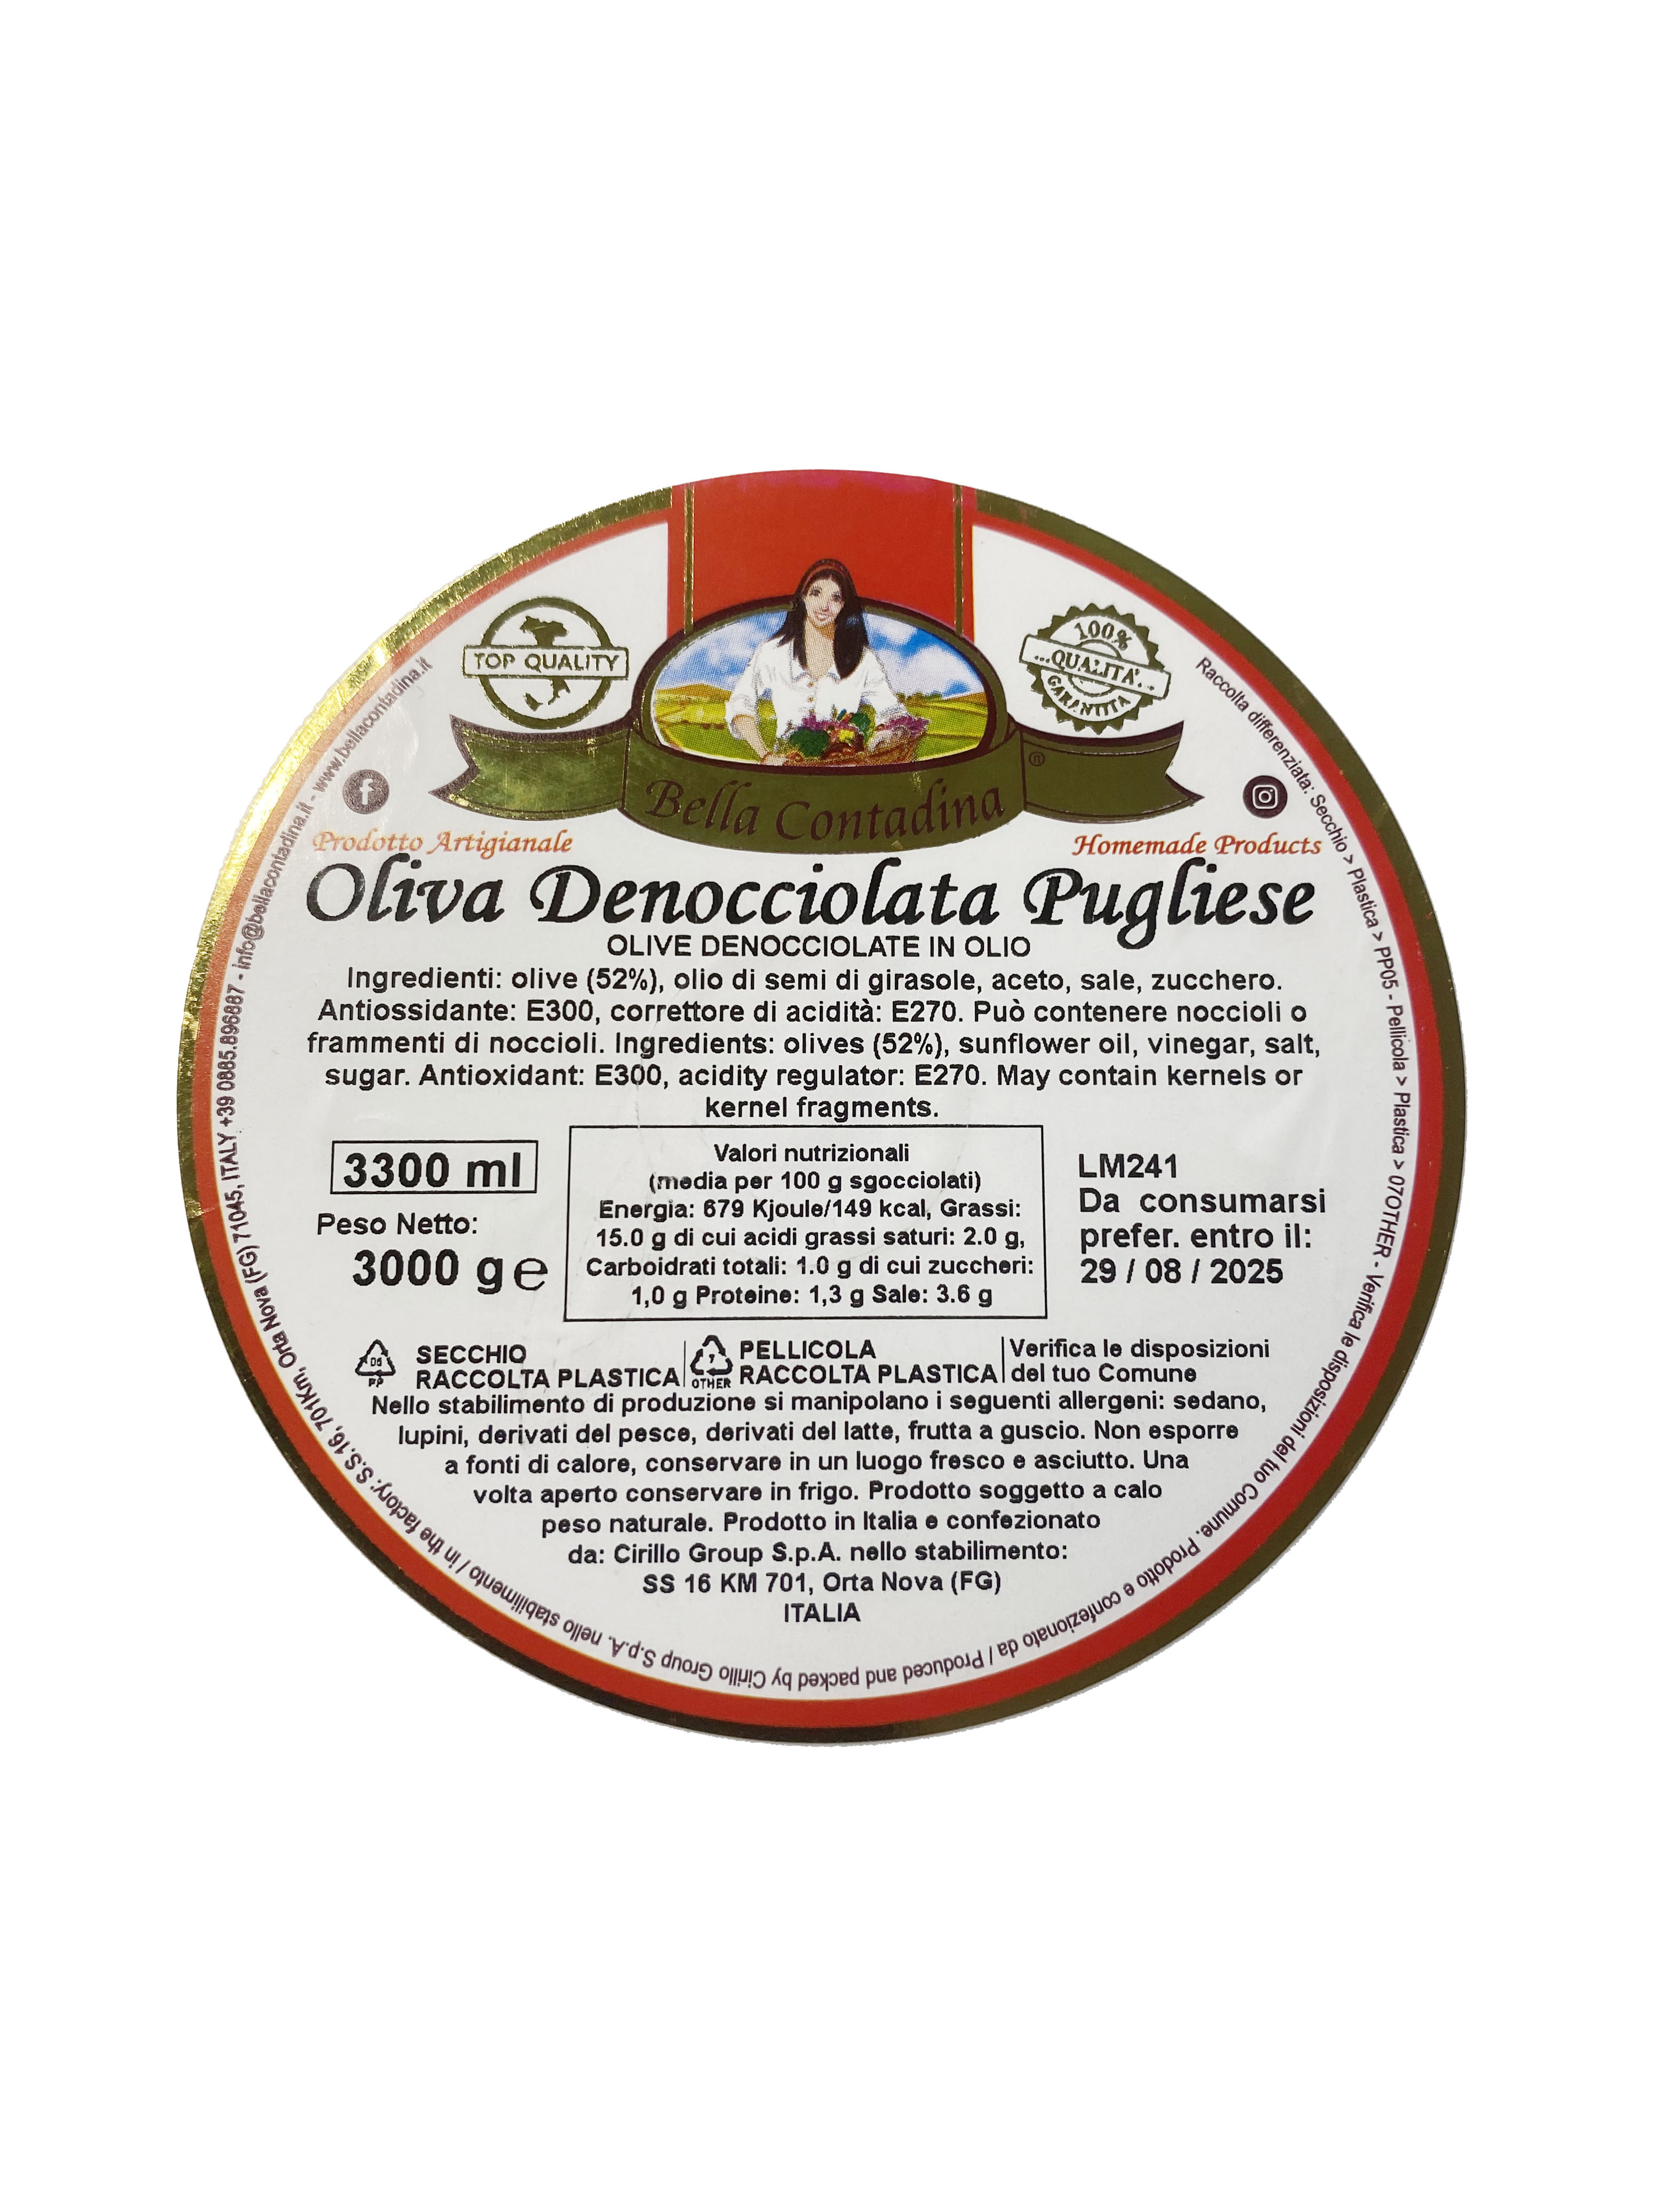 TOP QUALITY
100%
...QUALITA'...
GARANTITA
Bella Contadina
®
Prodotto Artigianale
Homemade Products
Oliva Denocciolata Pugliese
OLIVE DENOCCIOLATE IN OLIO
Ingredienti: olive (52%), olio di semi di girasole, aceto, sale, zucchero.
Antiossidante: E300, correttore di acidità: E270. Può contenere noccioli o
frammenti di noccioli. Ingredients: olives (52%), sunflower oil, vinegar, salt,
sugar. Antioxidant: E300, acidity regulator: E270. May contain kernels or
kernel fragments.
3300 ml
Peso Netto:
3000 g e
Valori nutrizionali
(media per 100 g sgocciolati)
Energia: 679 Kjoule/149 kcal, Grassi:
15.0 g di cui acidi grassi saturi: 2.0 g,
Carboidrati totali: 1.0 g di cui zuccheri:
1,0 g Proteine: 1,3 g Sale: 3.6 g
LM241
Da consumarsi
prefer. entro il:
29 / 08 / 2025
PP
SECCHIO
RACCOLTA PLASTICA
7
OTHER
PELLICOLA
RACCOLTA PLASTICA
Verifica le disposizioni
del tuo Comune
Nello stabilimento di produzione si manipolano i seguenti allergeni: sedano,
lupini, derivati del pesce, derivati del latte, frutta a guscio. Non esporre
a fonti di calore, conservare in un luogo fresco e asciutto. Una
volta aperto conservare in frigo. Prodotto soggetto a calo
peso naturale. Prodotto in Italia e confezionato
da: Cirillo Group S.p.A. nello stabilimento:
SS 16 KM 701, Orta Nova (FG)
ITALIA
Raccolta differenziata: Secchio > Plastica > PP05 - Pellicola > Plastica > 07OTHER - Verifica le disposizioni del tuo Comune. Prodotto e confezionato da / Produced and packed by Cirillo Group S.p.A. nello stabilimento / in the factory: S.S.16, 701Km, Orta Nova (FG) 71045, ITALY +39 0885.896887 - info@bellacontadina.it - www.bellacontadina.it